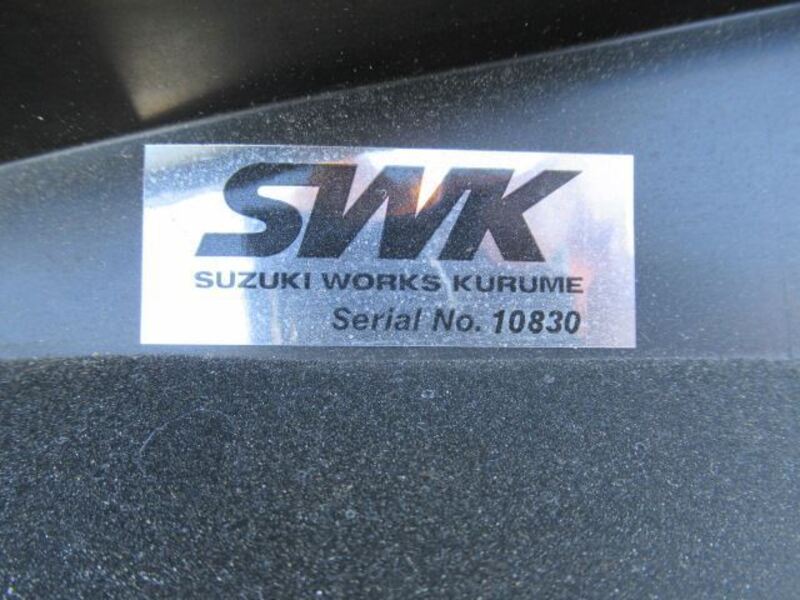 SWK
SUZUKI WORKS KURUME
Serial No. 10830